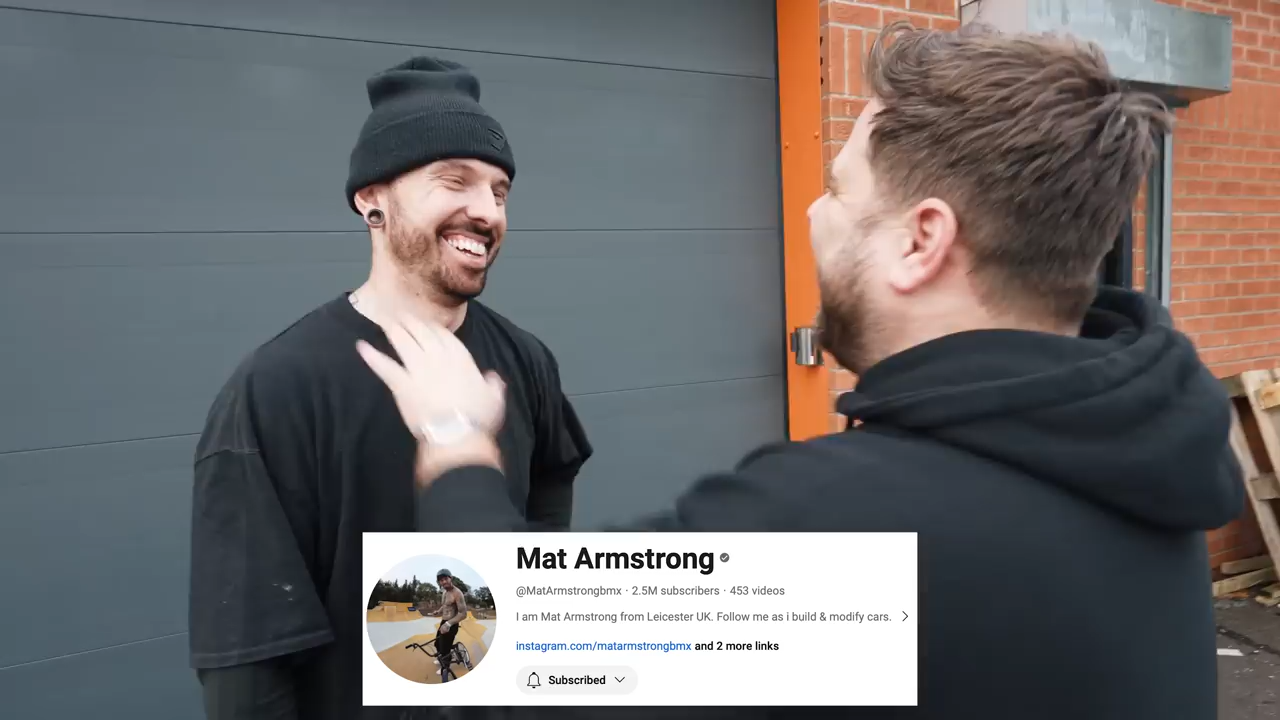 Mat Armstrong
@MatArmstrongbmx · 2.5M subscribers · 453 videos
I am Mat Armstrong from Leicester UK. Follow me as i build & modify cars.
instagram.com/matarmstrongbmx and 2 more links
Subscribed